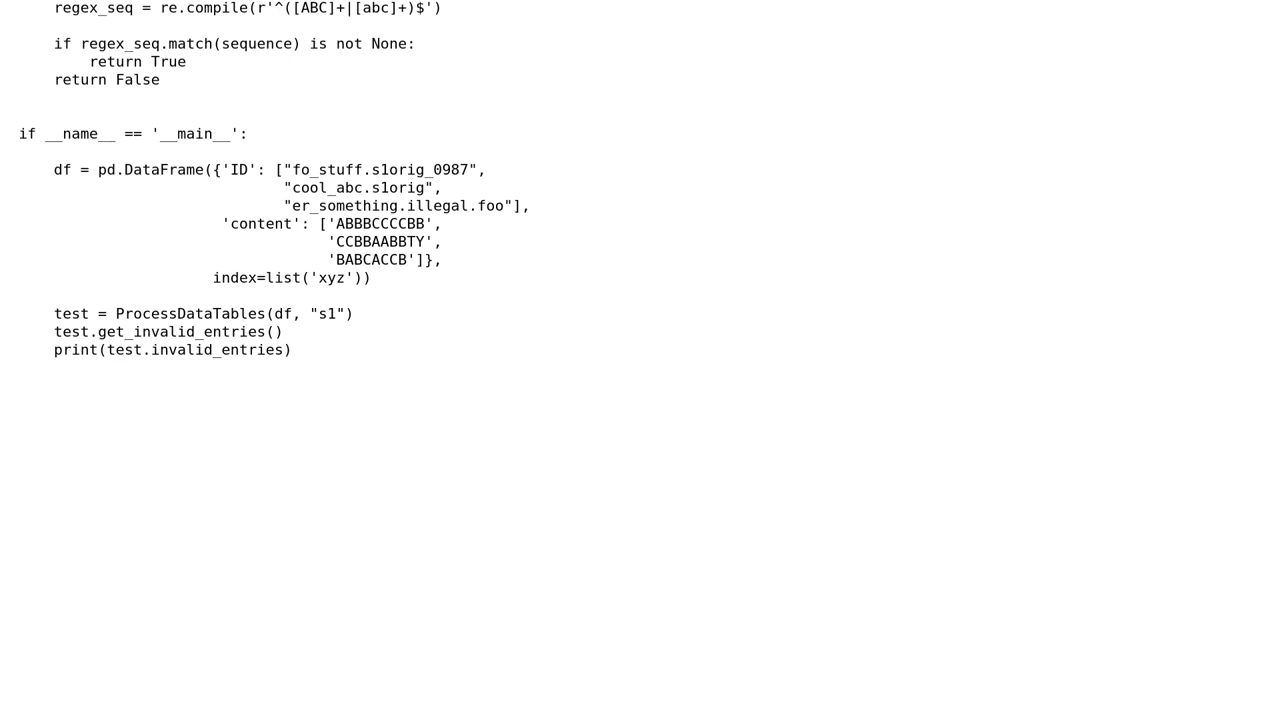 regex_seq = re.compile(r'^([ABC]+|[abc]+)$')

    if regex_seq.match(sequence) is not None:
        return True
    return False


if __name__ == '__main__':

    df = pd.DataFrame({'ID': ["fo_stuff.s1orig_0987",
                              "cool_abc.s1orig",
                              "er_something.illegal.foo"],
                       'content': ['ABBBCCCCBB',
                                   'CCBBAABBTY',
                                   'BABCACCB']},
                      index=list('xyz'))

    test = ProcessDataTables(df, "s1")
    test.get_invalid_entries()
    print(test.invalid_entries)